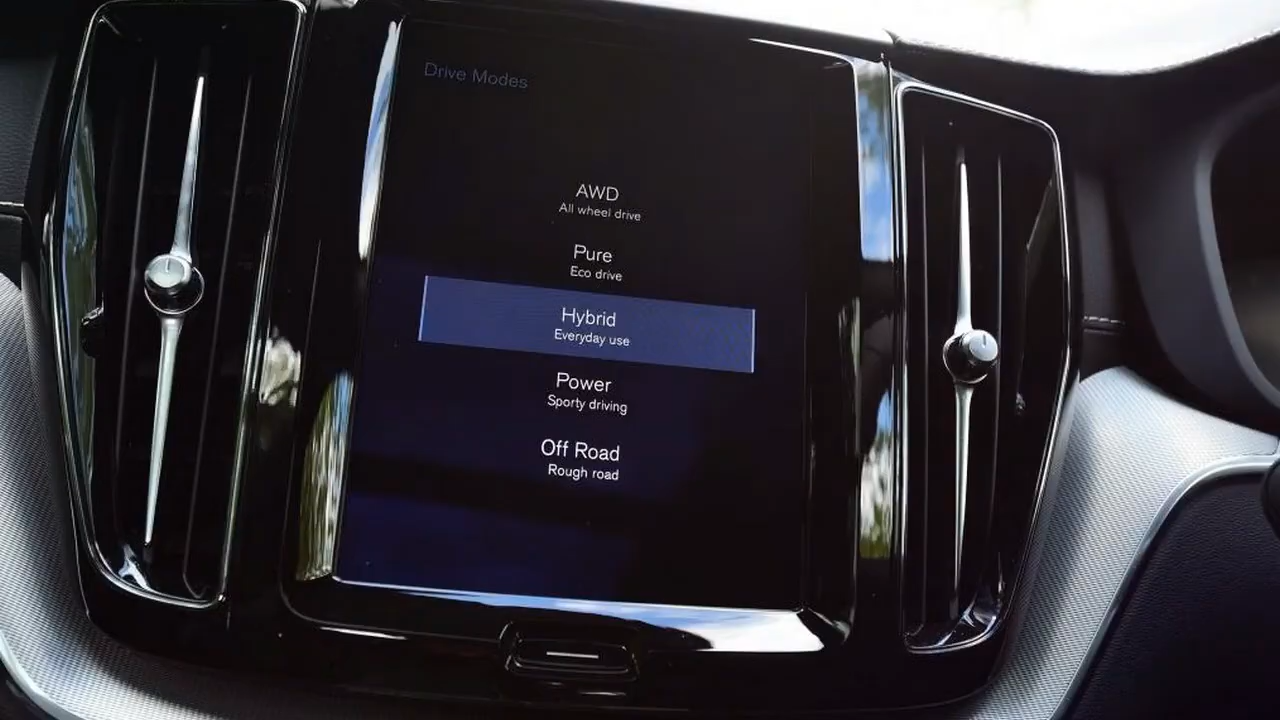 Drive Modes
AWD
All wheel drive
Pure
Eco drive
Hybrid
Everyday use
Power
Sporty driving
Off Road
Rough road